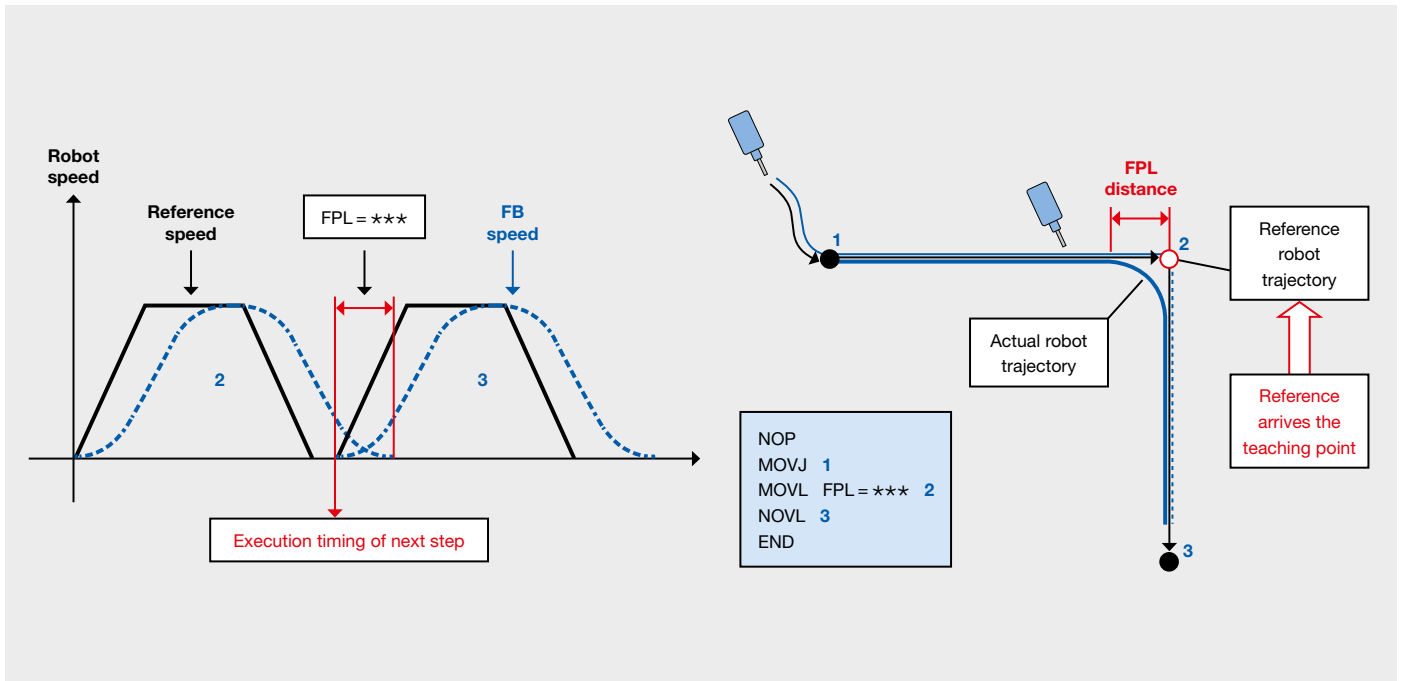 Robot
speed
Reference
speed
FPL = ***
FB
speed
2
3
Execution timing of next step
1
FPL
distance
2
Reference
robot
trajectory
Actual robot
trajectory
Reference
arrives the
teaching point
NOP
MOVJ 1
MOVL FPL = *** 2
NOVL 3
END
3